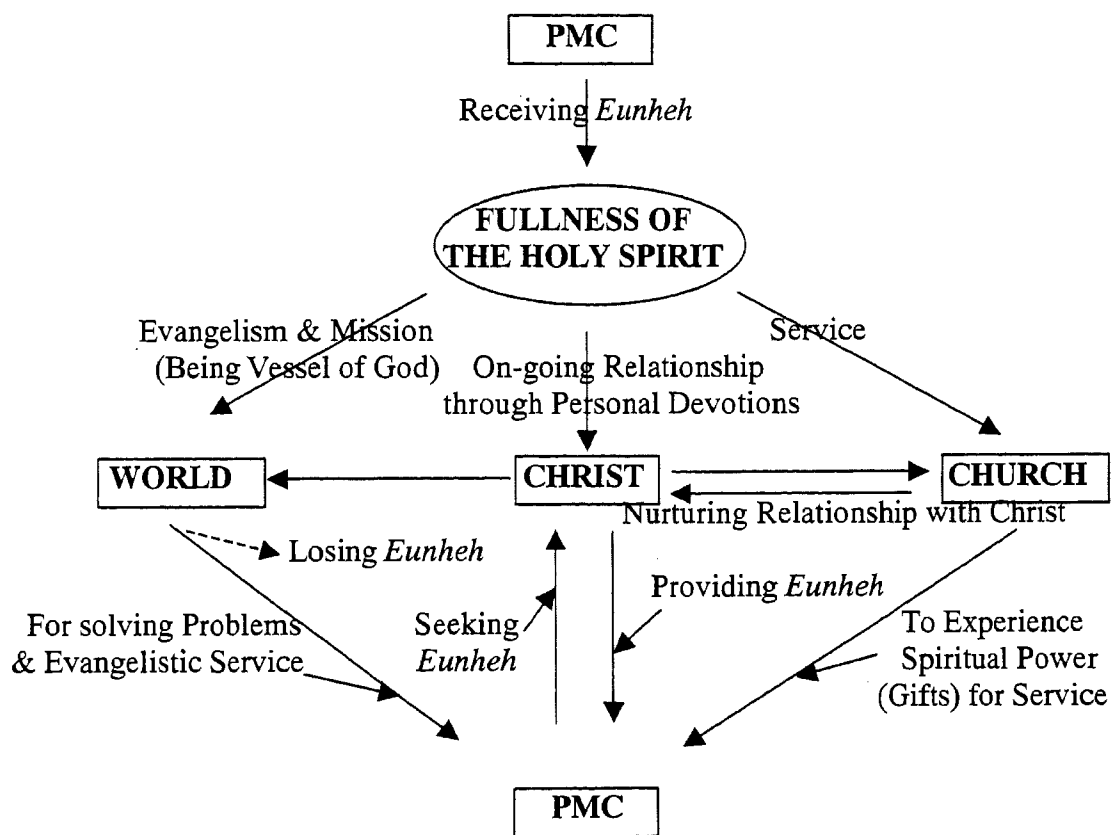 PMC
Receiving Eunheh
FULLNESS OF
THE HOLY SPIRIT
Evangelism & Mission
(Being Vessel of God)
On-going Relationship
through Personal Devotions
Service
WORLD
CHRIST
CHURCH
Nurturing Relationship with Christ
Losing Eunheh
For solving Problems
& Evangelistic Service
Seeking
Eunheh
Providing Eunheh
To Experience
Spiritual Power
(Gifts) for Service
PMC